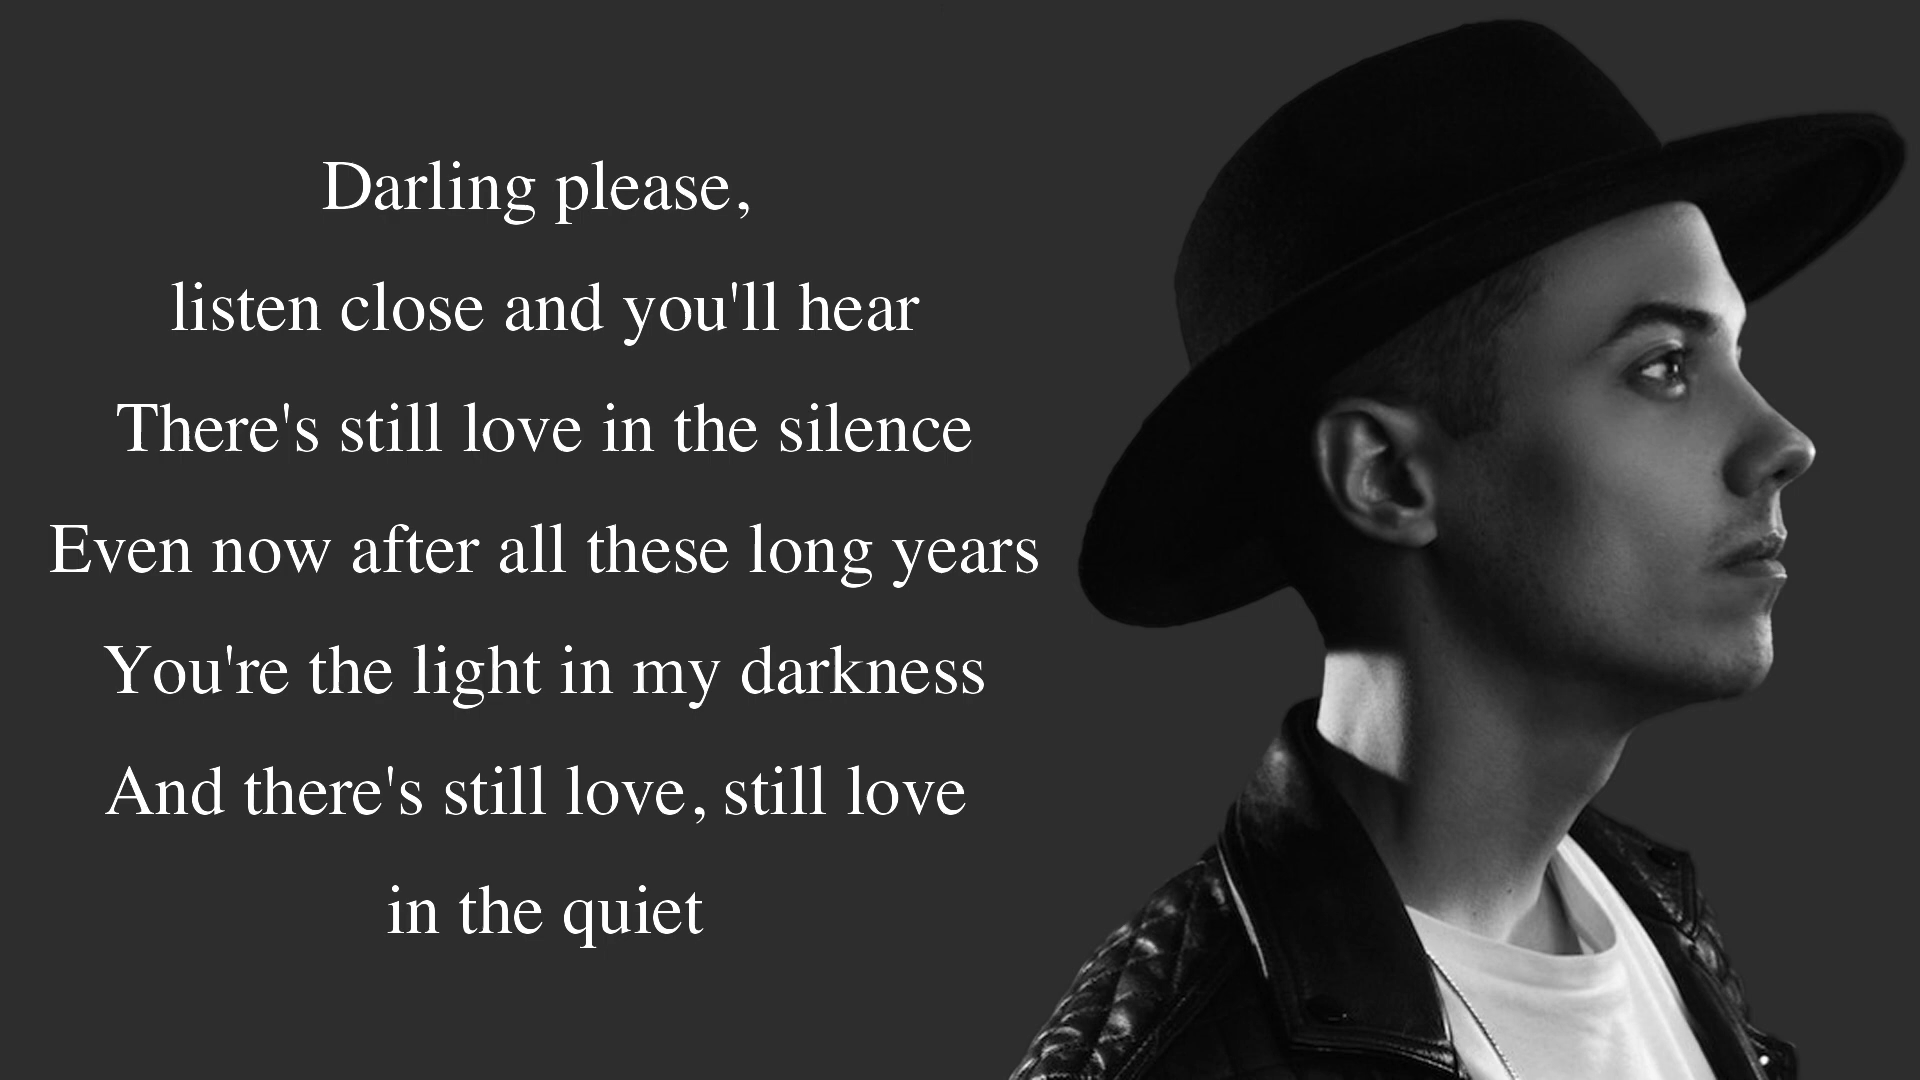 Darling please,
listen close and you'll hear
There's still love in the silence
Even now after all these long years
You're the light in my darkness
And there's still love, still love
in the quiet